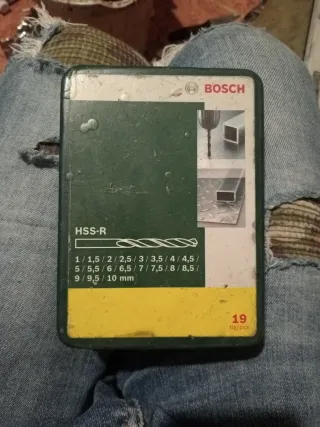 BOSCH
HSS-R
1 / 1,5 / 2 / 2,5 / 3 / 3,5 / 4 / 4,5 /
5 / 5,5 / 6 / 6,5 / 7 / 7,5 / 8 / 8,5 /
9 / 9,5 / 10 mm
19